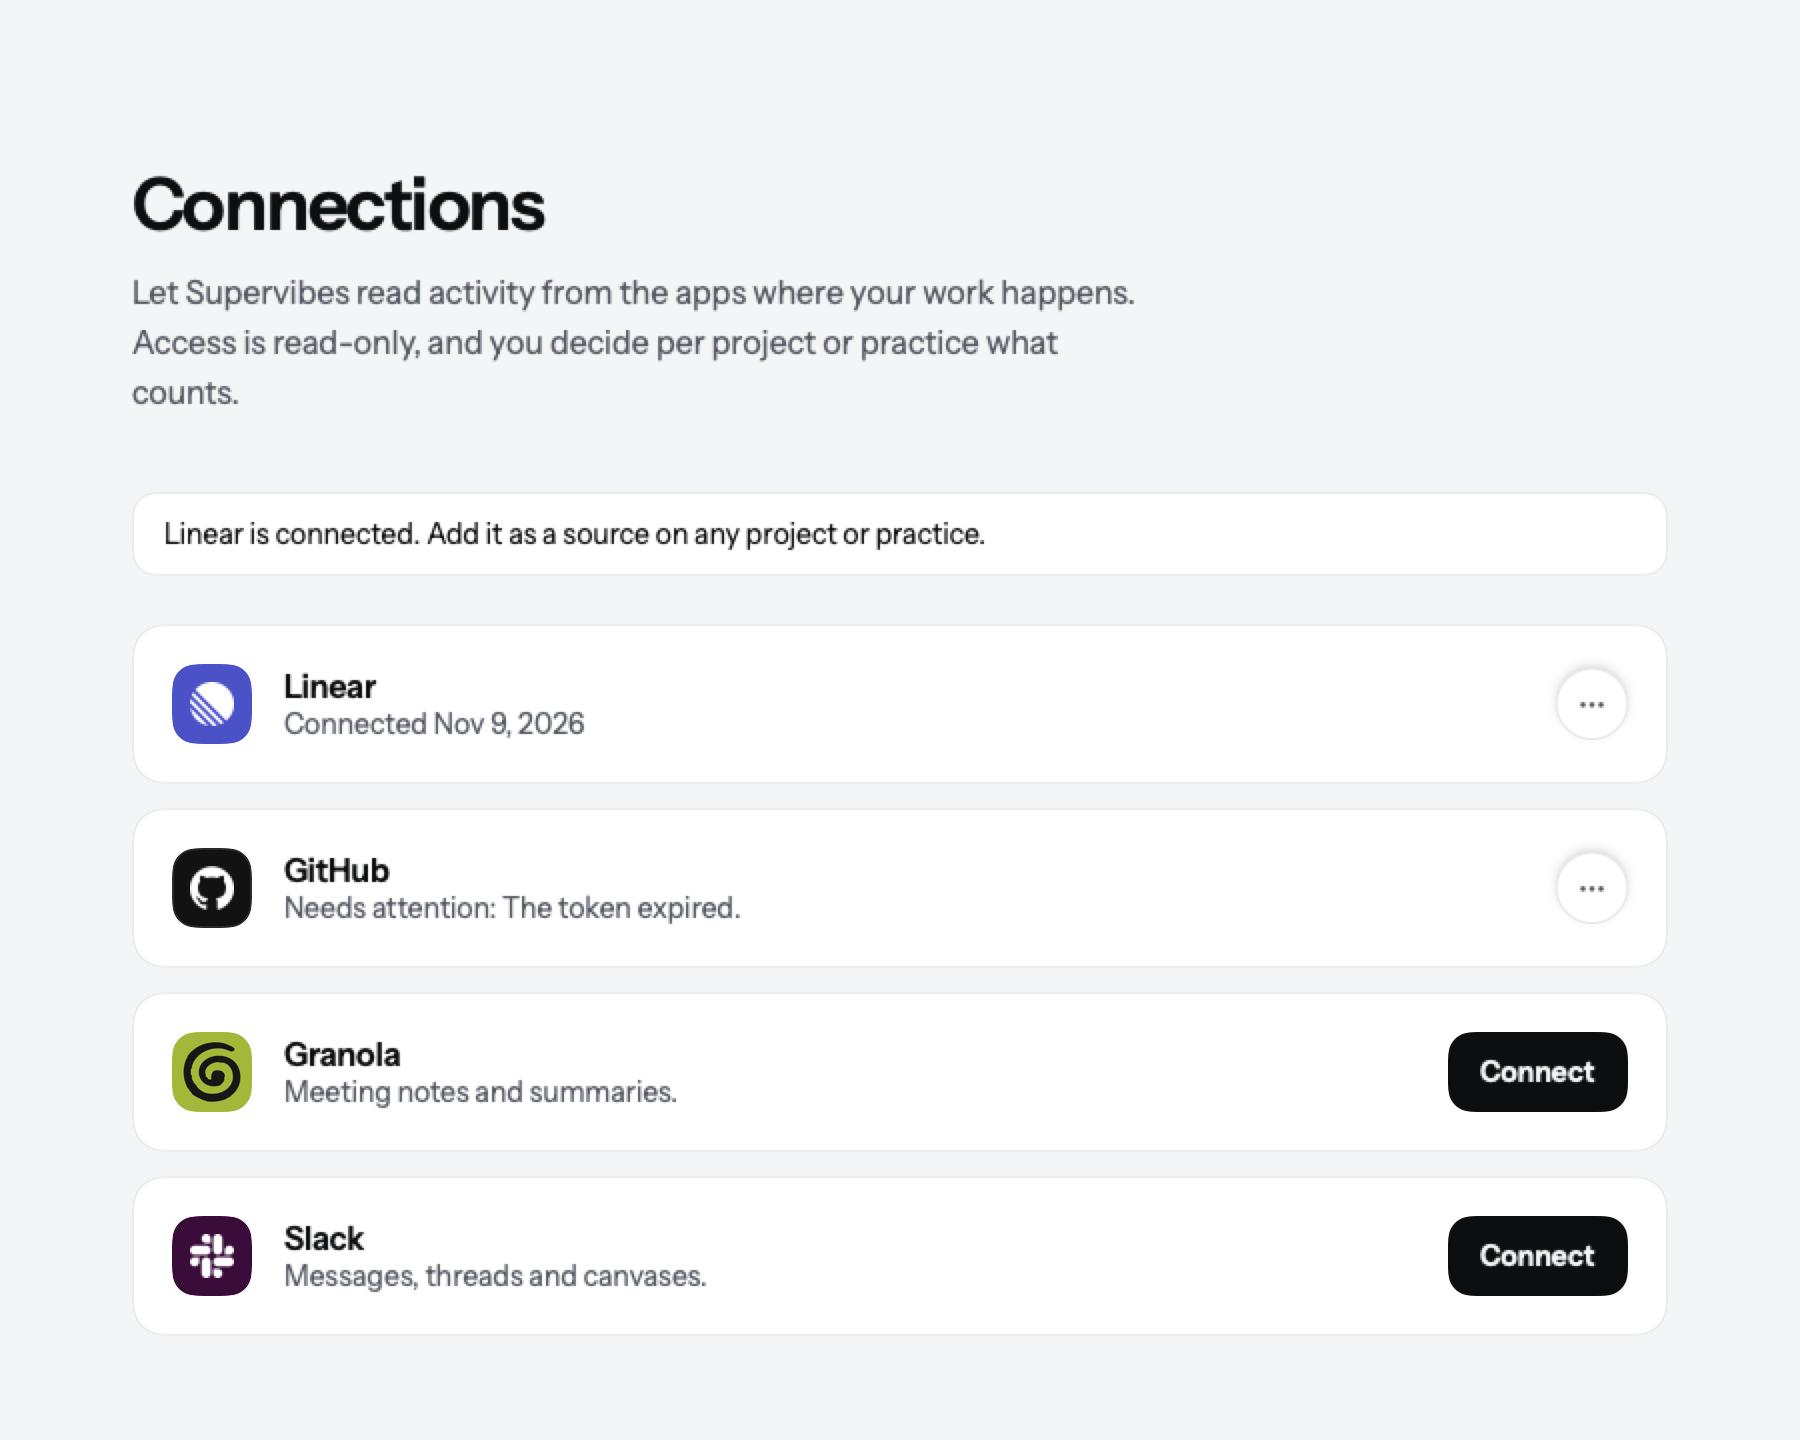 Connections
Let Supervibes read activity from the apps where your work happens.
Access is read-only, and you decide per project or practice what
counts.
Linear is connected. Add it as a source on any project or practice.
Linear
Connected Nov 9, 2026
GitHub
Needs attention: The token expired.
Granola
Meeting notes and summaries.
Connect
Slack
Messages, threads and canvases.
Connect